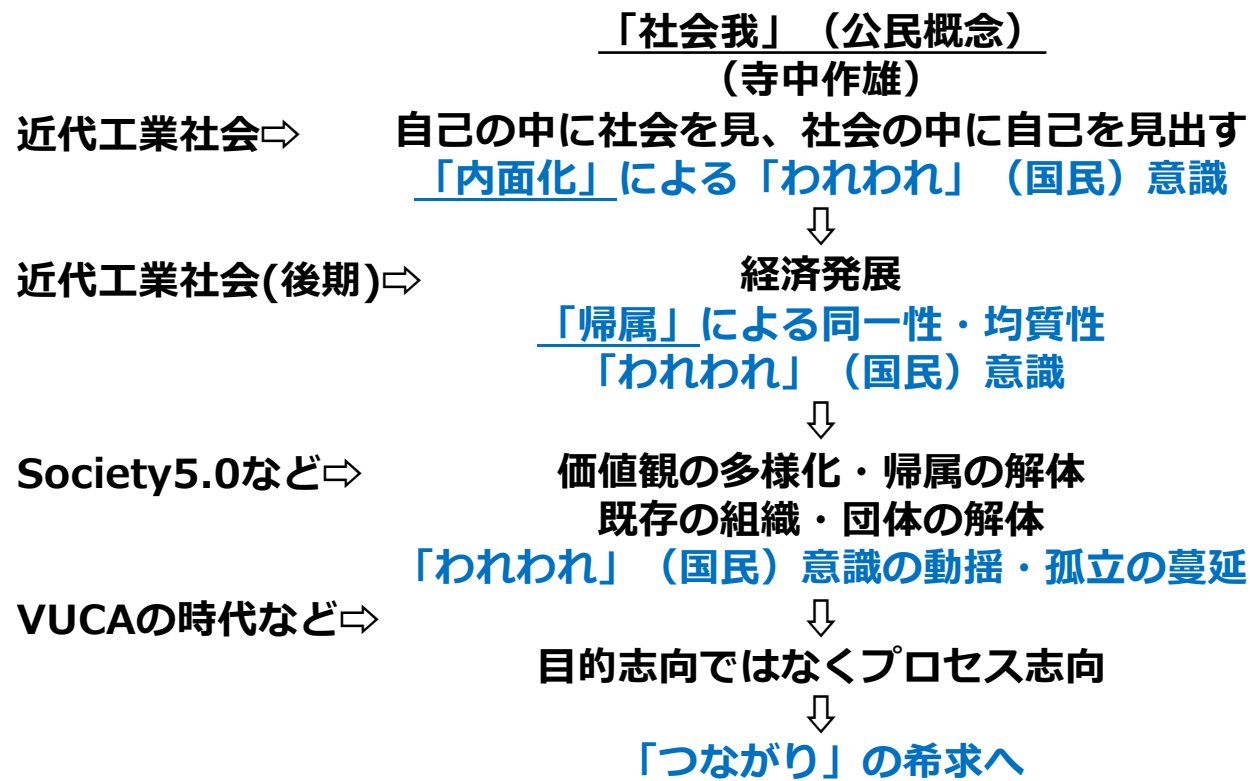 「社会我」（公民概念）
（寺中作雄）
近代工業社会⇨ 自己の中に社会を見、社会の中に自己を見出す
「内面化」による「われわれ」（国民）意識
⇩
近代工業社会(後期)⇨ 経済発展
「帰属」による同一性・均質性
「われわれ」（国民）意識
⇩
Society5.0など⇨ 価値観の多様化・帰属の解体
既存の組織・団体の解体
「われわれ」（国民）意識の動揺・孤立の蔓延
VUCAの時代など⇨ ⇩
目的志向ではなくプロセス志向
⇩
「つながり」の希求へ